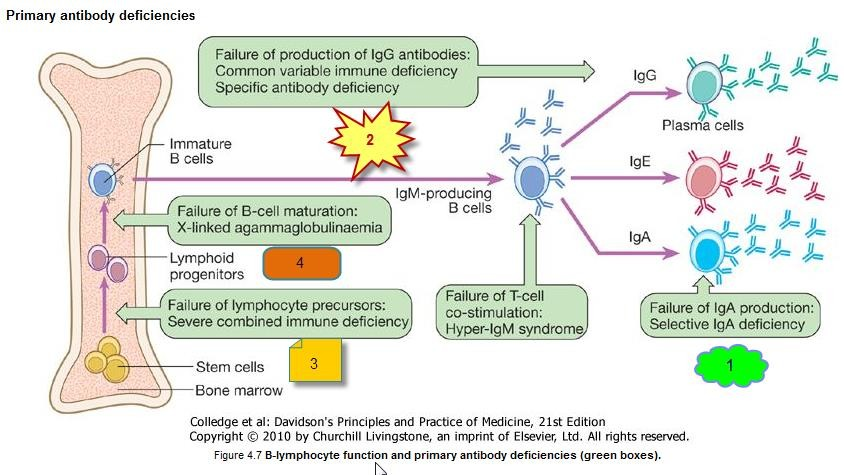 Primary antibody deficiencies
Failure of production of IgG antibodies:
Common variable immune deficiency
Specific antibody deficiency
2
IgG
Plasma cells
Immature
B cells
IgM-producing
B cells
IgE
Failure of B-cell maturation:
X-linked agammaglobulinaemia
IgA
Lymphoid
progenitors
4
Failure of lymphocyte precursors:
Severe combined immune deficiency
Failure of T-cell
co-stimulation:
Hyper-IgM syndrome
Failure of IgA production:
Selective IgA deficiency
3
1
Stem cells
Bone marrow
Colledge et al: Davidson's Principles and Practice of Medicine, 21st Edition
Copyright © 2010 by Churchill Livingstone, an imprint of Elsevier, Ltd. All rights reserved.
Figure 4.7 B-lymphocyte function and primary antibody deficiencies (green boxes).